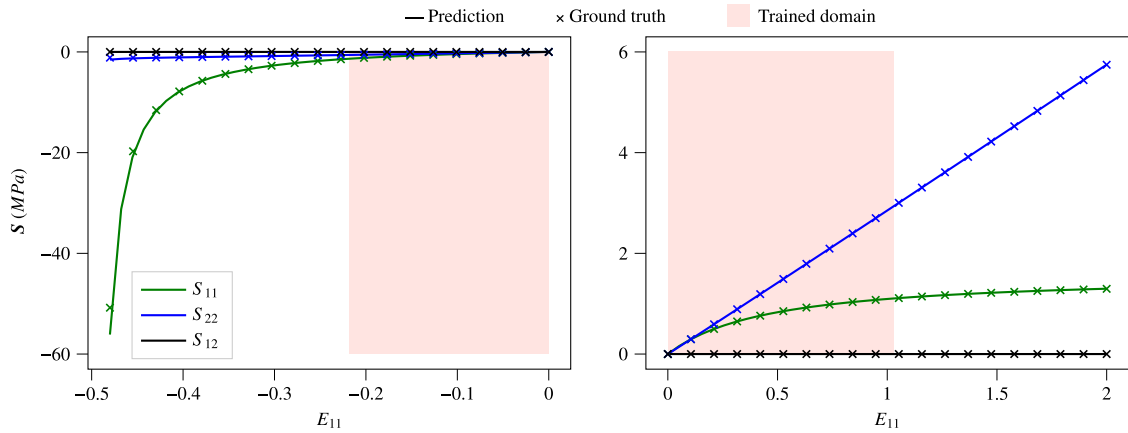 Prediction
Ground truth
Trained domain
0
−20
−40
−60
S (MPa)
S11
S22
S12
−0.5
−0.4
−0.3
−0.2
−0.1
0
E11
6
4
2
0
0
0.5
1
1.5
2
E11